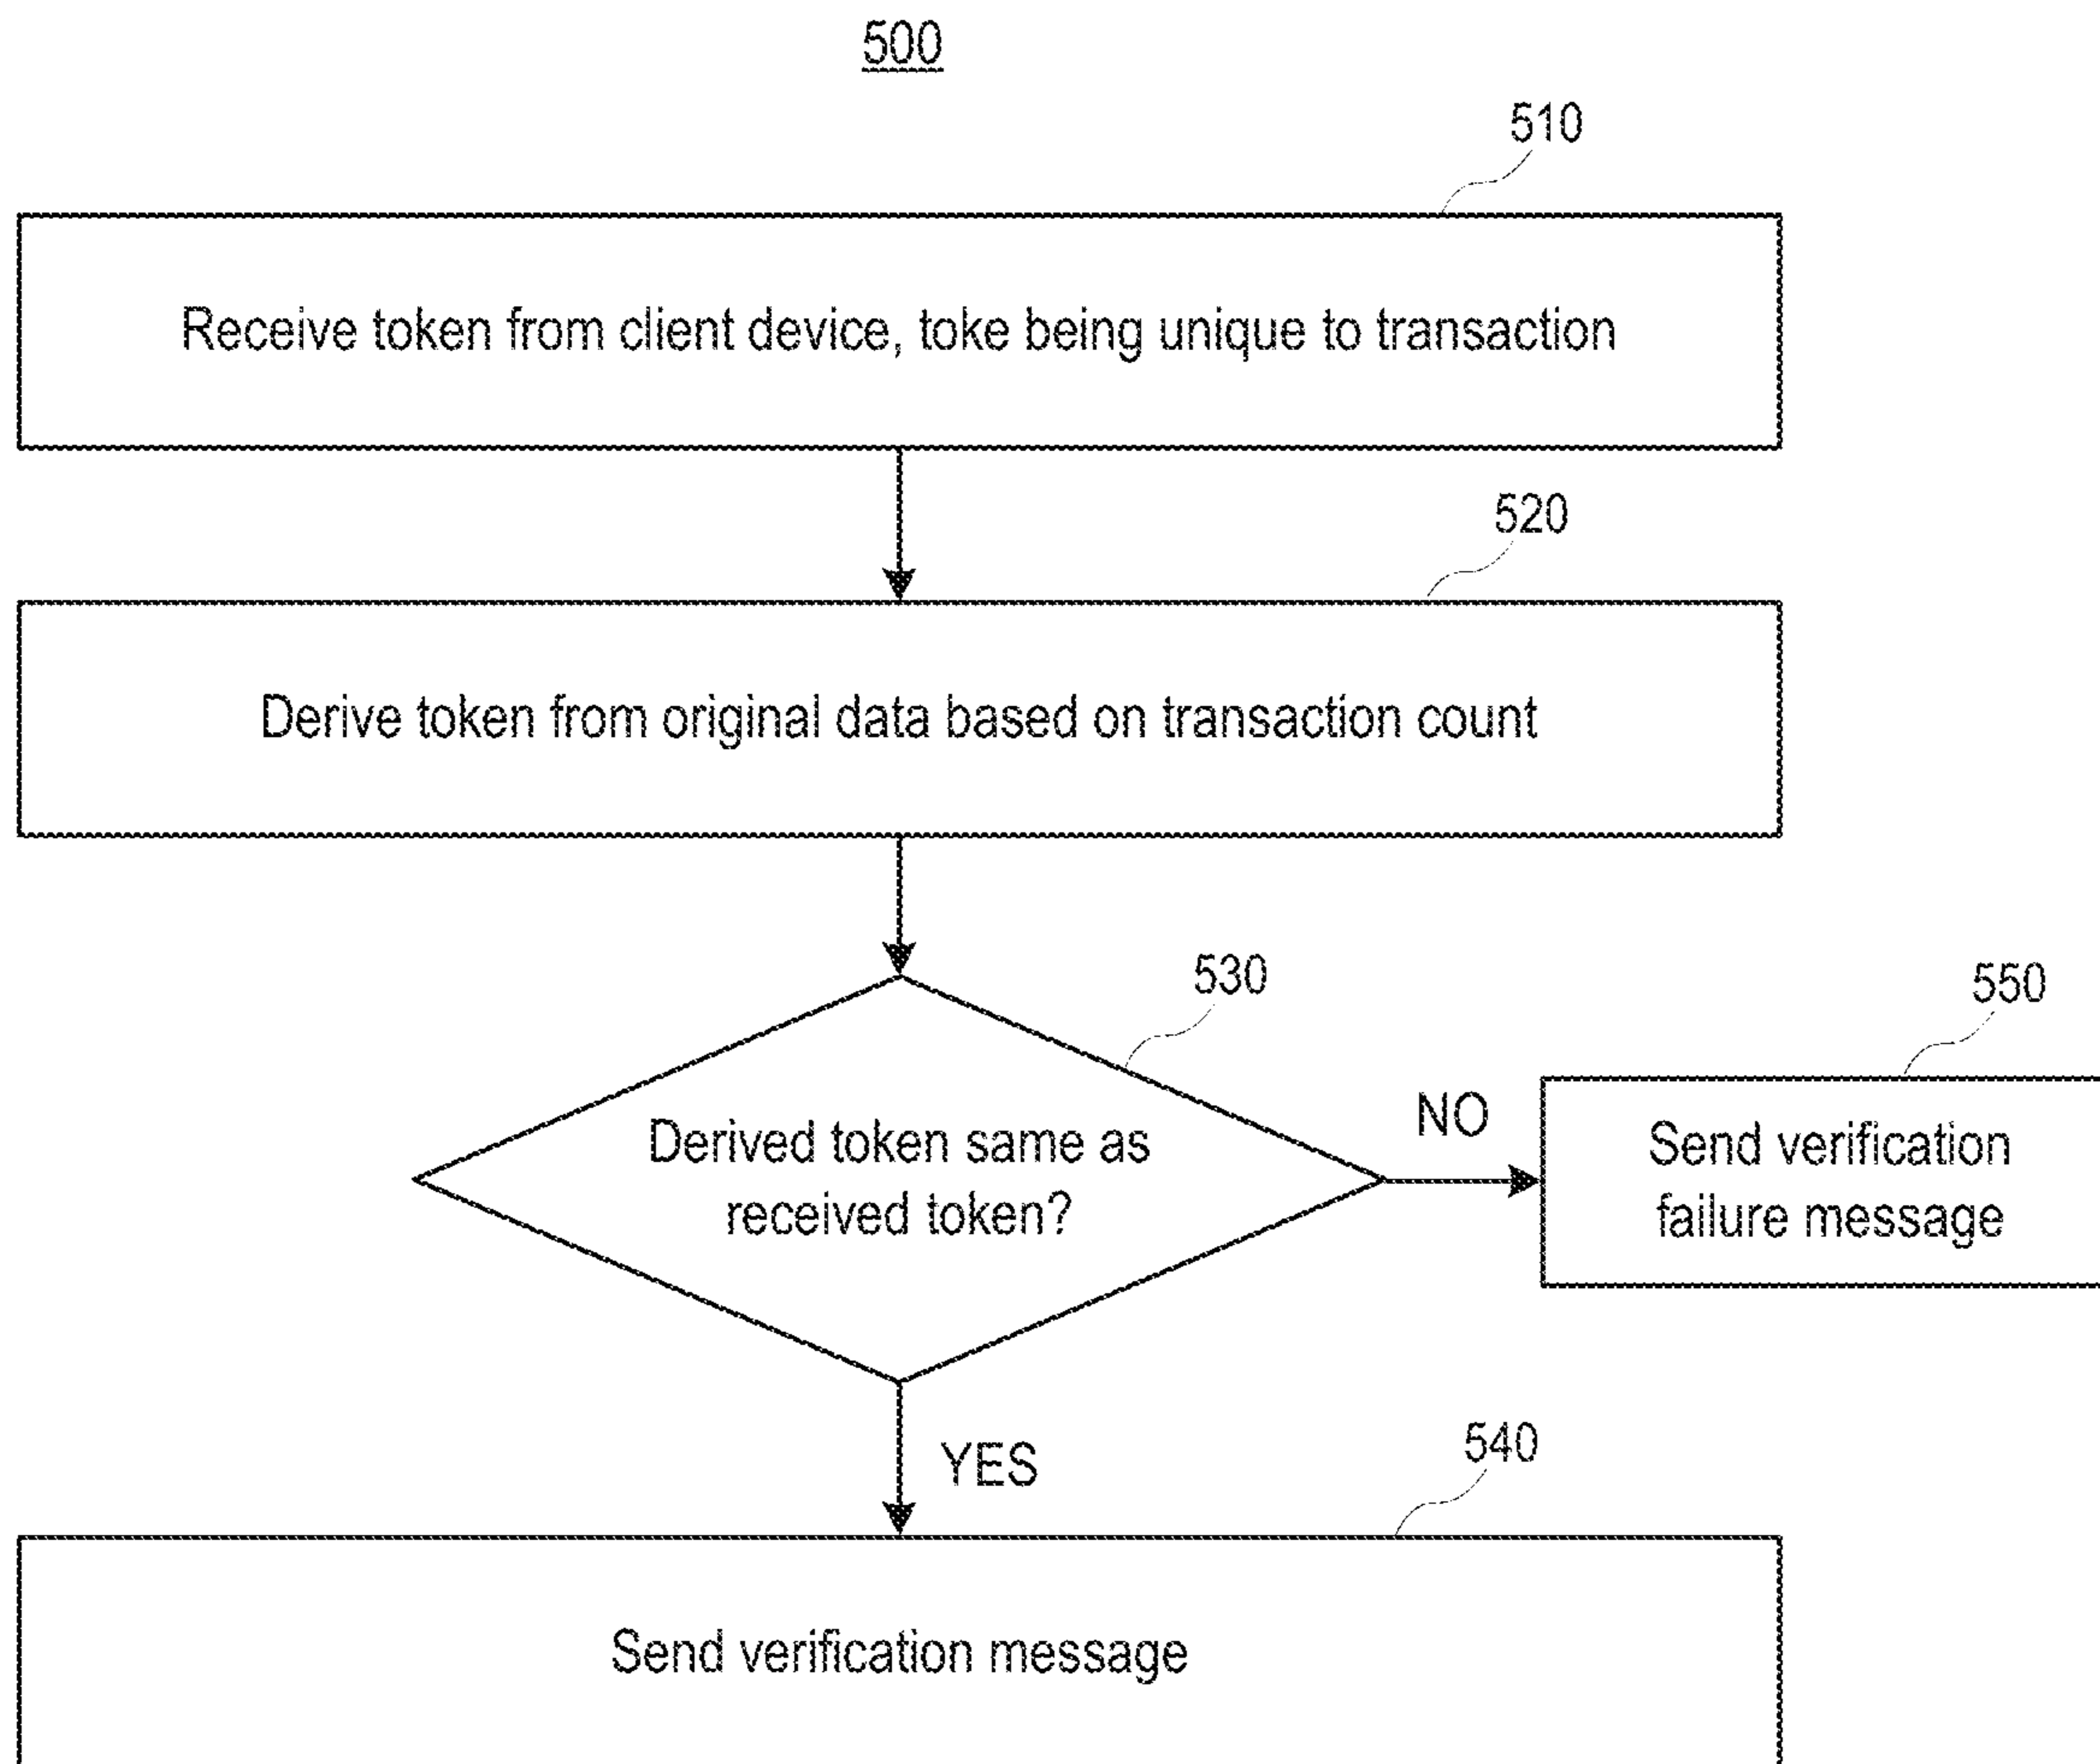 500
510
Receive token from client device, toke being unique to transaction
520
Derive token from original data based on transaction count
530
550
Derived token same as
received token?
NO
Send verification
failure message
YES
540
Send verification message